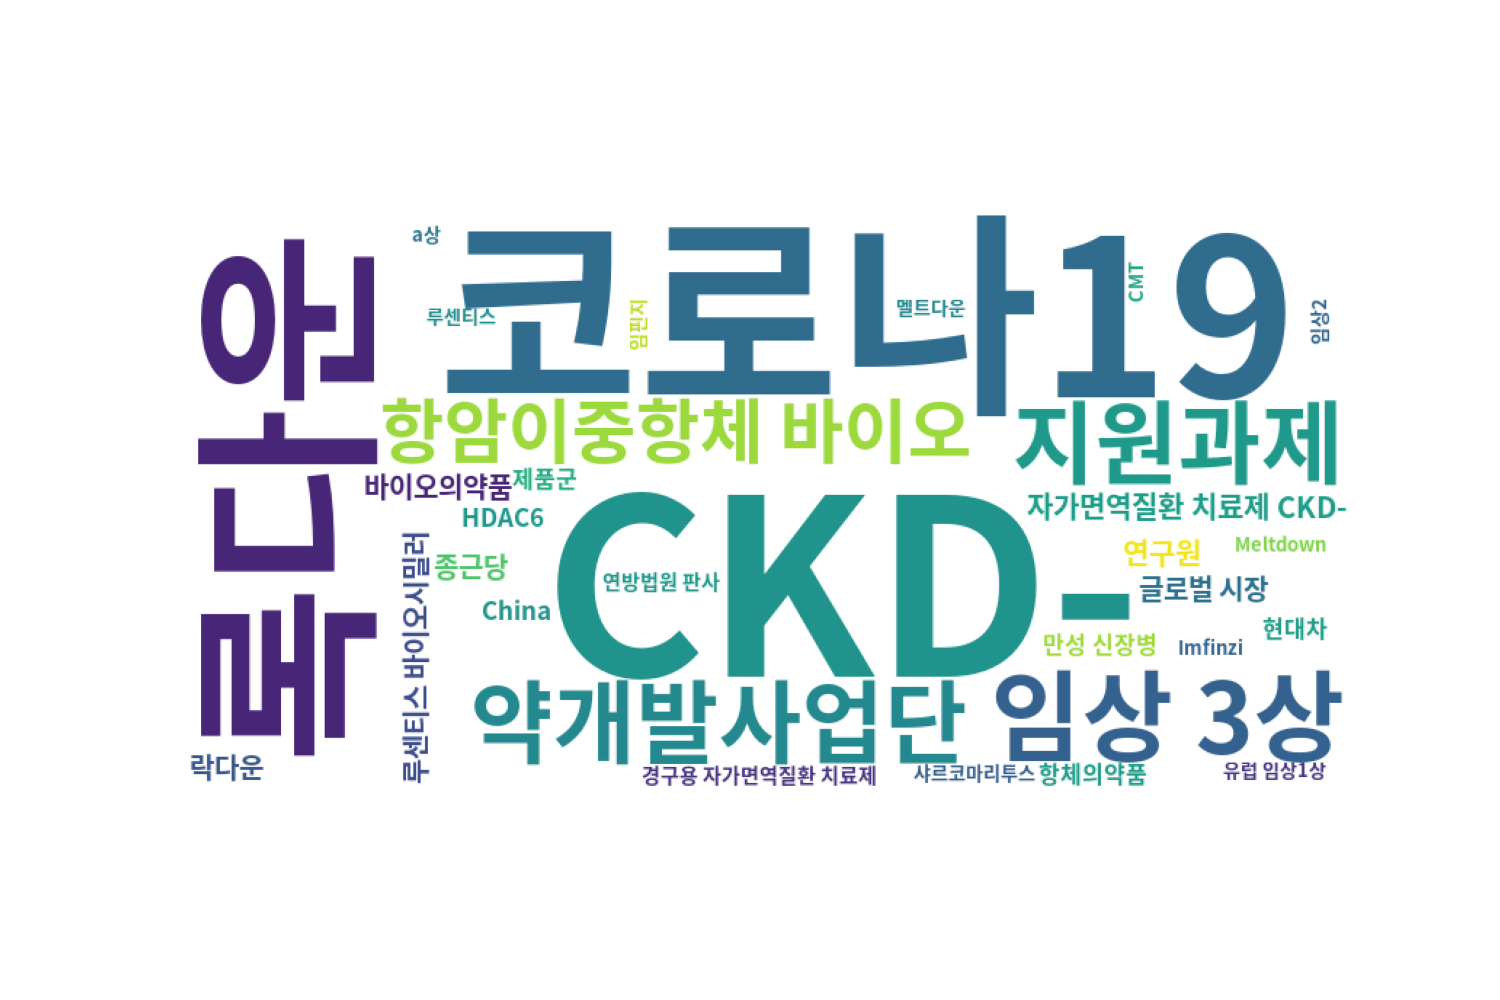 a상
코로나19
루센티스
임핀지
멜트다운
CMT
임상2
록다운
항암이중항체 바이오
지원과제
바이오의약품
제품군
HDAC6
CKD-
자가면역질환 치료제 CKD-
연구원
Meltdown
종근당
연방법원 판사
글로벌 시장
China
현대차
만성 신장병
Imfinzi
루센티스 바이오시밀러
약개발사업단
임상 3상
락다운
경구용 자가면역질환 치료제
샤르코마리투스
항체의약품
유럽 임상1상